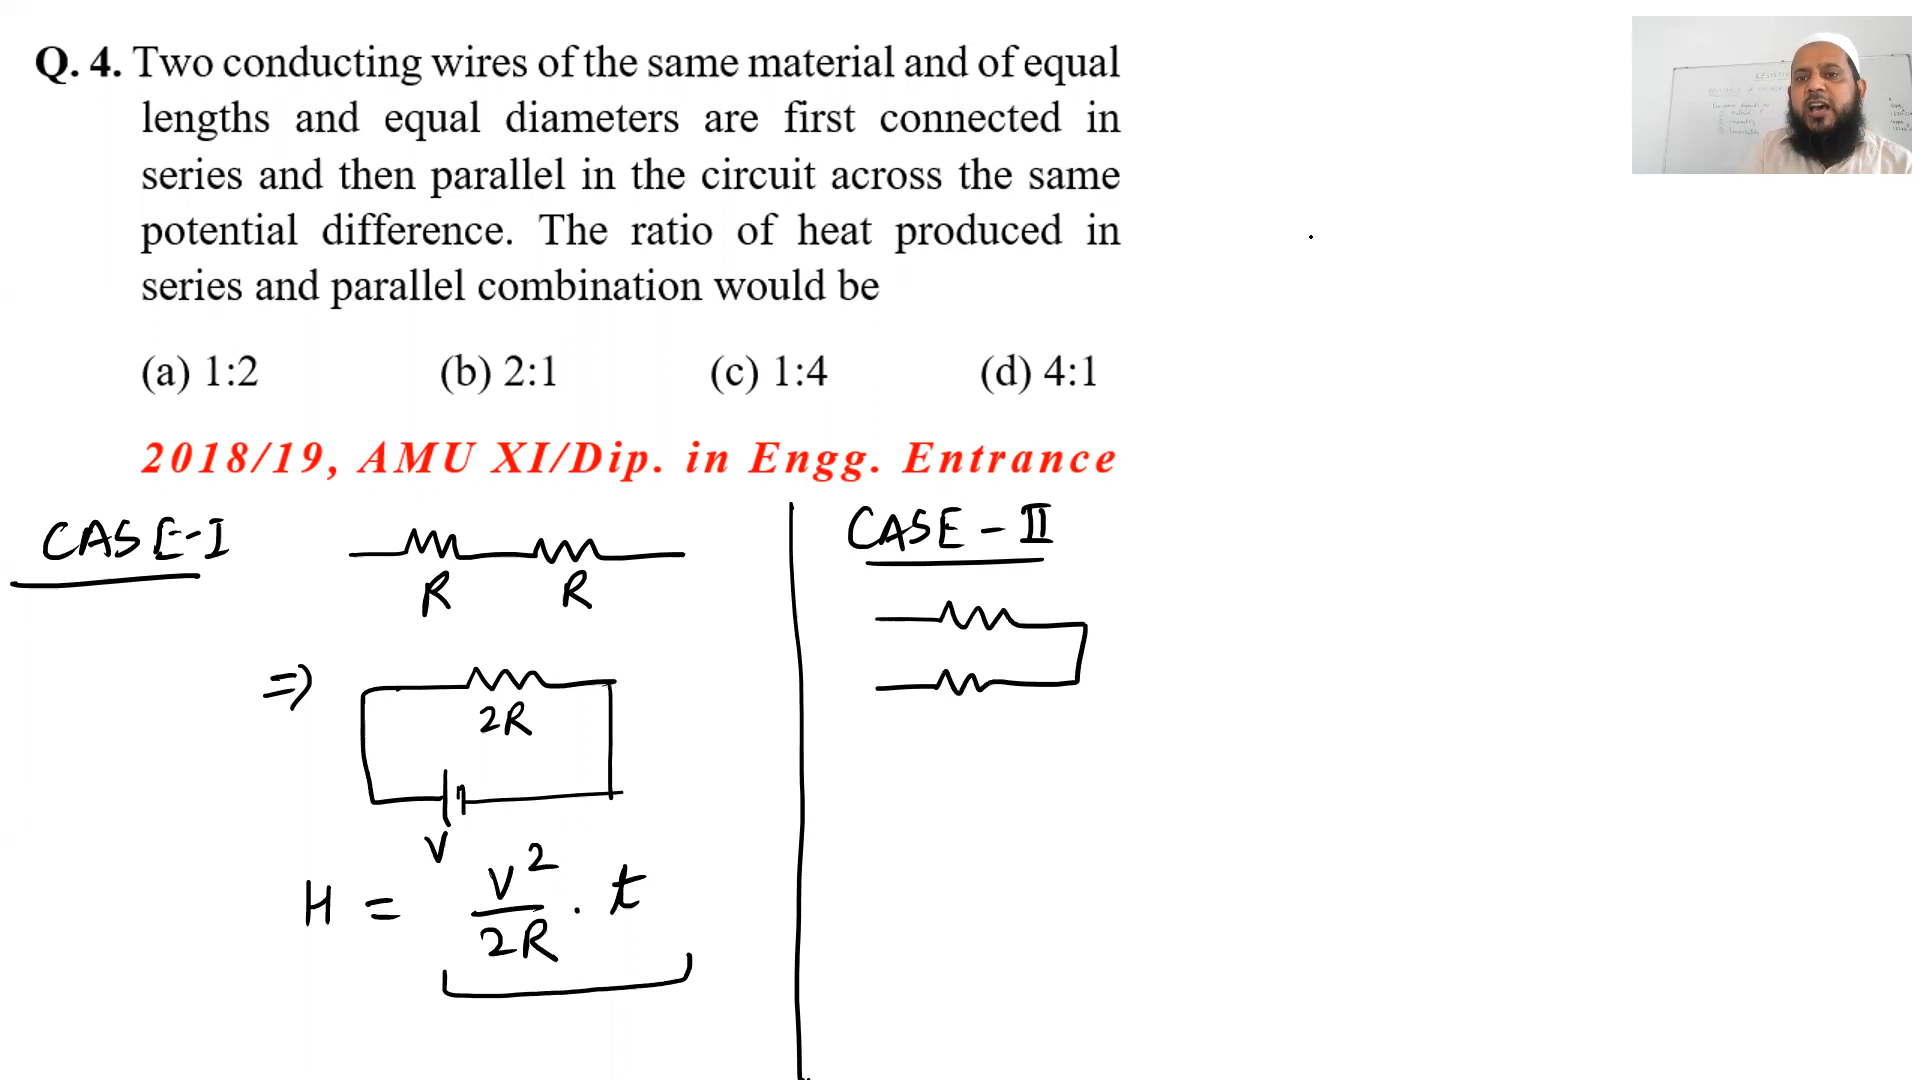 Q. 4. Two conducting wires of the same material and of equal
lengths and equal diameters are first connected in
series and then parallel in the circuit across the same
potential difference. The ratio of heat produced in
series and parallel combination would be
(a) 1:2 (b) 2:1 (c) 1:4 (d) 4:1
2018/19, AMU XI/Dip. in Engg. Entrance
CASE-I
R R
⇒
2R
V
H = V²/2R . t
CASE - II